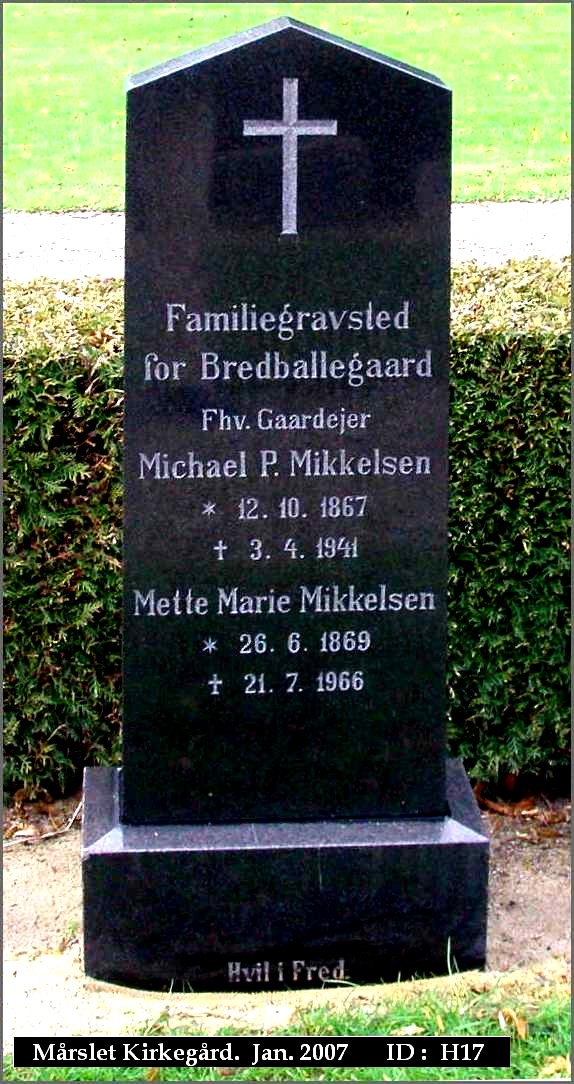 Familiegravsted
for Bredballegaard
Fhv. Gaardejer
Michael P. Mikkelsen
* 12. 10. 1867
† 3. 4. 1941
Mette Marie Mikkelsen
* 26. 6. 1869
† 21. 7. 1966
Hvil i Fred.
Mårslet Kirkegård. Jan. 2007 ID : H17